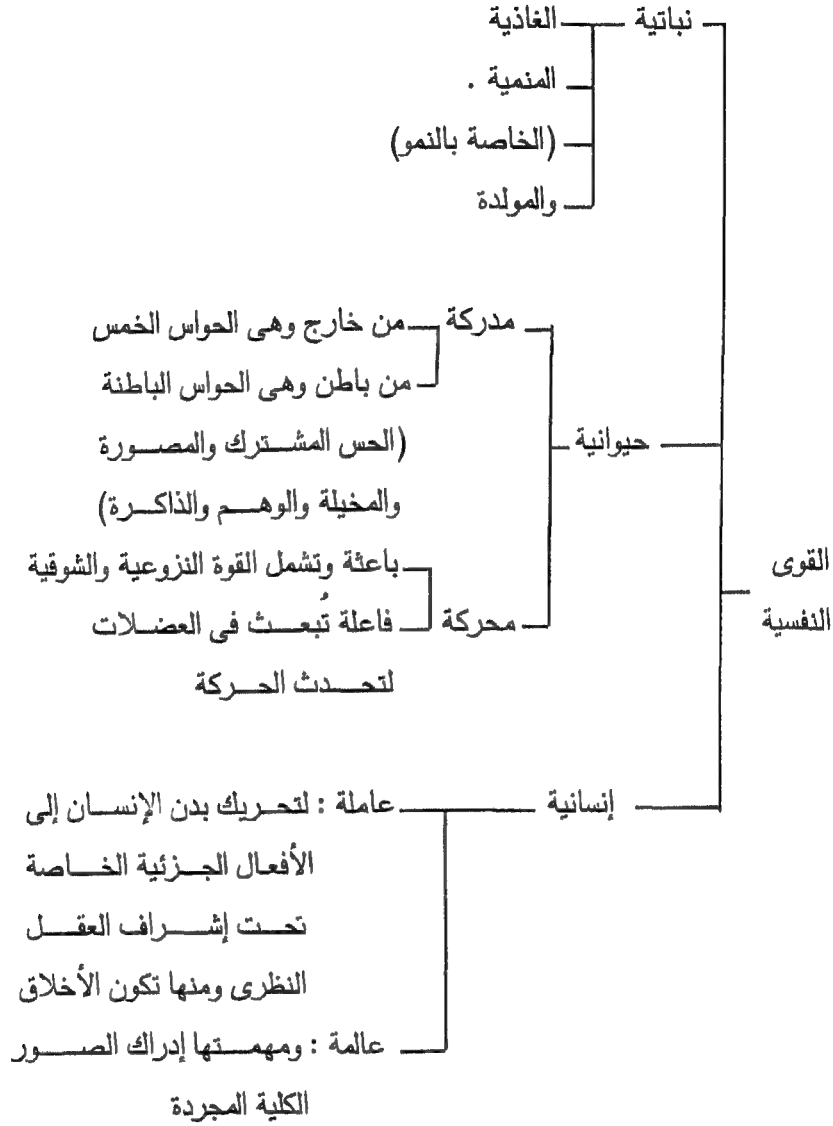 نباتية الغاذية
المنمية .
(الخاصة بالنمو)
والمولدة
مدركة من خارج وهى الحواس الخمس
من باطن وهى الحواس الباطنة
حيوانية (الحس المشترك والمصورة
والمخيلة والوهم والذاكرة)
القوى باعثة وتشمل القوة النزوعية والشوقية
النفسية محركة فاعلة تُبعث فى العضلات
لتحدث الحركة
إنسانية عاملة : لتحريك بدن الإنسان إلى
الأفعال الجزئية الخاصة
تحت إشراف العقل
النظرى ومنها تكون الأخلاق
عالمة : ومهمتها إدراك الصور
الكلية المجردة